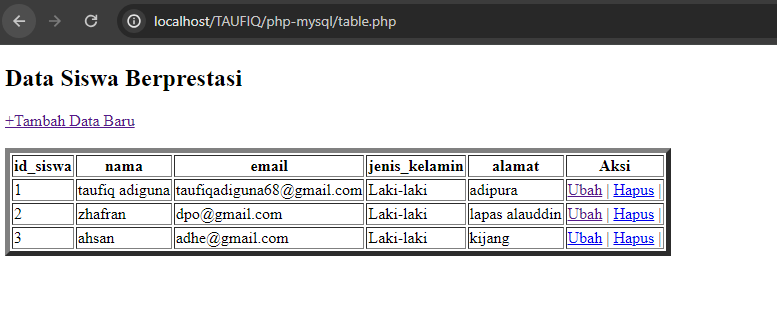 localhost/TAUFIQ/php-mysql/table.php
Data Siswa Berprestasi
+Tambah Data Baru
id_siswa nama email jenis_kelamin alamat Aksi
1 taufiq adiguna taufiqadiguna68@gmail.com Laki-laki adipura Ubah | Hapus |
2 zhafran dpo@gmail.com Laki-laki lapas alauddin Ubah | Hapus |
3 ahsan adhe@gmail.com Laki-laki kijang Ubah | Hapus |